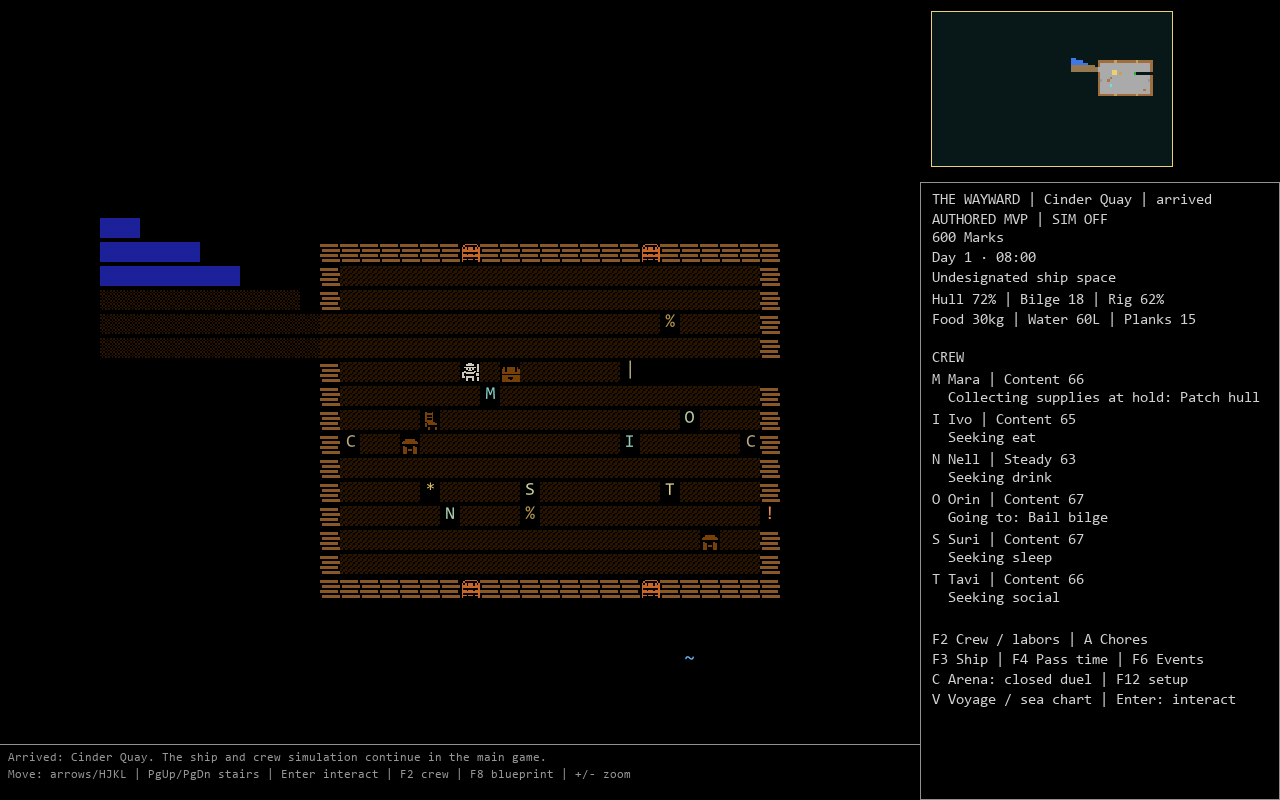 THE WAYWARD | Cinder Quay | arrived
AUTHORED MVP | SIM OFF
600 Marks
Day 1 · 08:00
Undesignated ship space
Hull 72% | Bilge 18 | Rig 62%
Food 30kg | Water 60L | Planks 15
CREW
M Mara | Content 66
Collecting supplies at hold: Patch hull
I Ivo | Content 65
Seeking eat
N Nell | Steady 63
Seeking drink
O Orin | Content 67
Going to: Bail bilge
S Suri | Content 67
Seeking sleep
T Tavi | Content 66
Seeking social
F2 Crew / labors | A Chores
F3 Ship | F4 Pass time | F6 Events
C Arena: closed duel | F12 setup
V Voyage / sea chart | Enter: interact
%
|
M
O
C I C
* S T
N % !
~
Arrived: Cinder Quay. The ship and crew simulation continue in the main game.
Move: arrows/HJKL | PgUp/PgDn stairs | Enter interact | F2 crew | F8 blueprint | +/- zoom